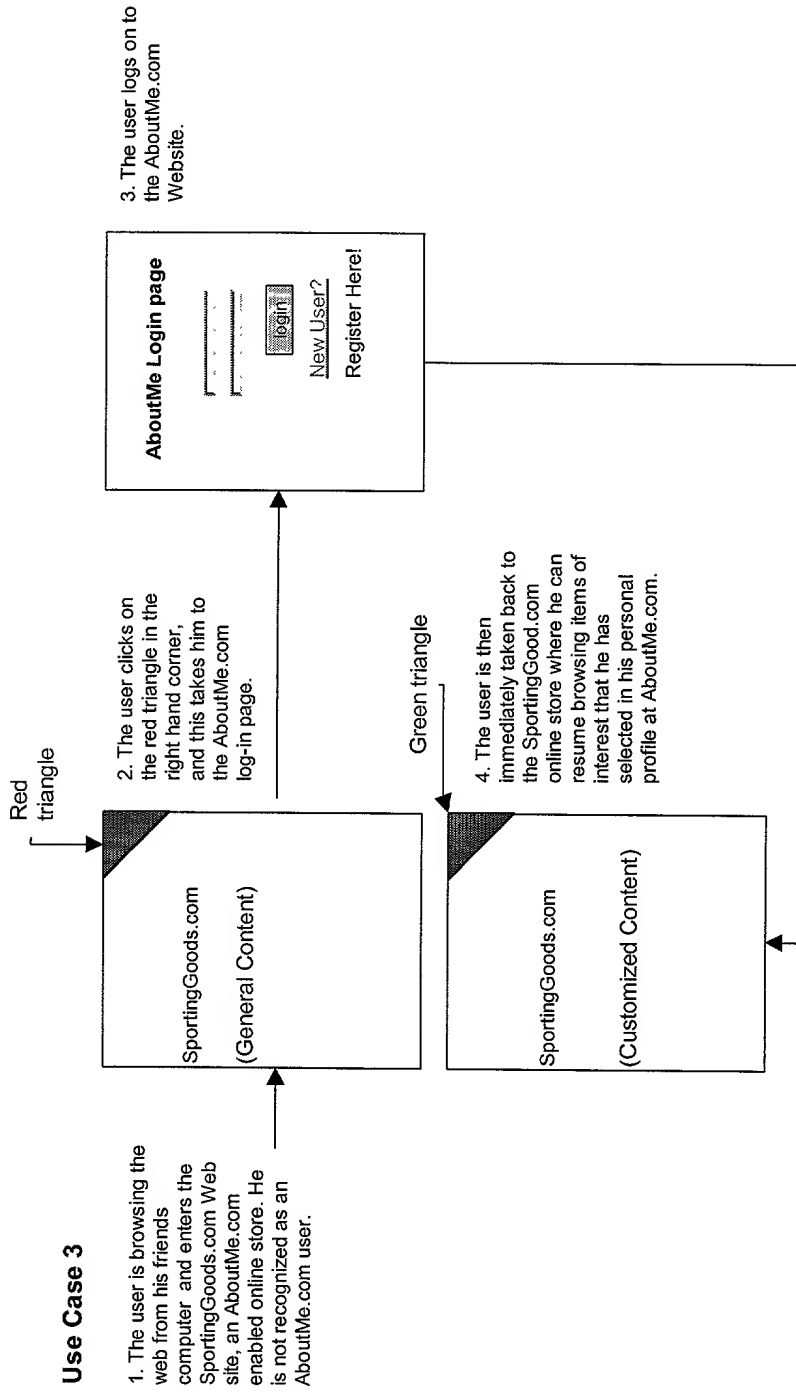 Use Case 3
1. The user is browsing the
web from his friends
computer and enters the
SportingGoods.com Web
site, an AboutMe.com
enabled online store. He
is not recognized as an
AboutMe.com user.
Red
triangle
SportingGoods.com
(General Content)
2. The user clicks on
the red triangle in the
right hand corner,
and this takes him to
the AboutMe.com
log-in page.
AboutMe Login page
login
New User?
Register Here!
3. The user logs on to
the AboutMe.com
Website.
Green triangle
SportingGoods.com
(Customized Content)
4. The user is then
immediately taken back to
the SportingGood.com
online store where he can
resume browsing items of
interest that he has
selected in his personal
profile at AboutMe.com.